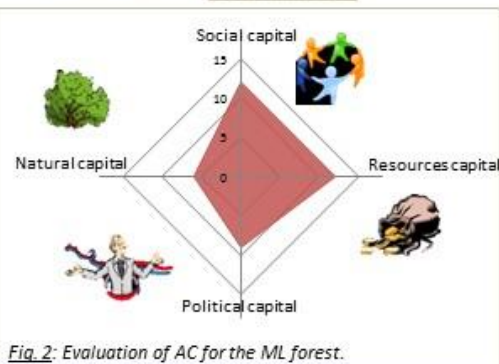 Social capital
15
10
5
Natural capital
0
Resources capital
Political capital
Fig. 2: Evaluation of AC for the ML forest.